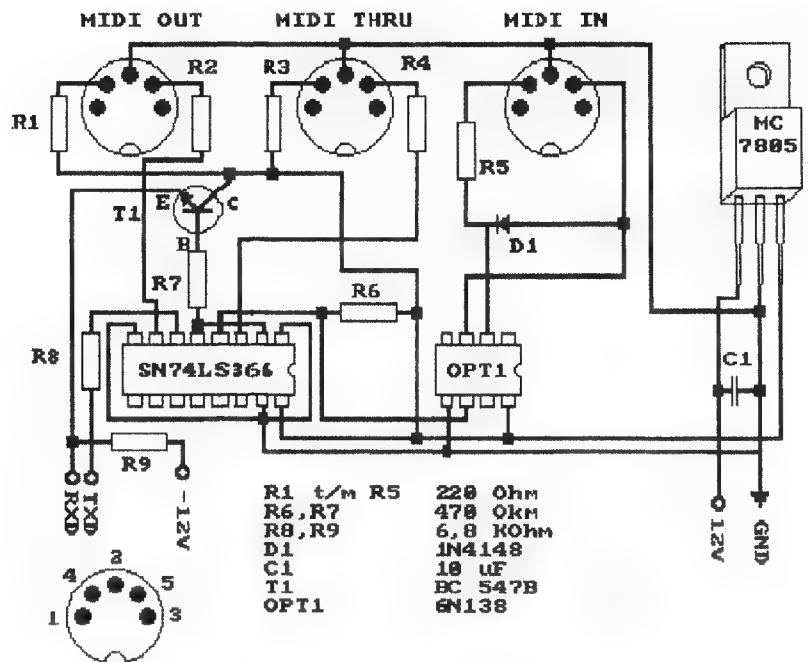 MIDI OUT MIDI THRU MIDI IN
R1 R2 R3 R4
MC
7805
R5
E C
T1
B
D1
R7 R6
R8 SN74LS366 OPT1 C1
R9
RXD TXD -12V 12V GND
R1 t/m R5 220 Ohm
R6,R7 470 Okm
R8,R9 6,8 KOhm
D1 1N4148
C1 10 uF
T1 BC 547B
OPT1 6N138
2
4 5
1 3